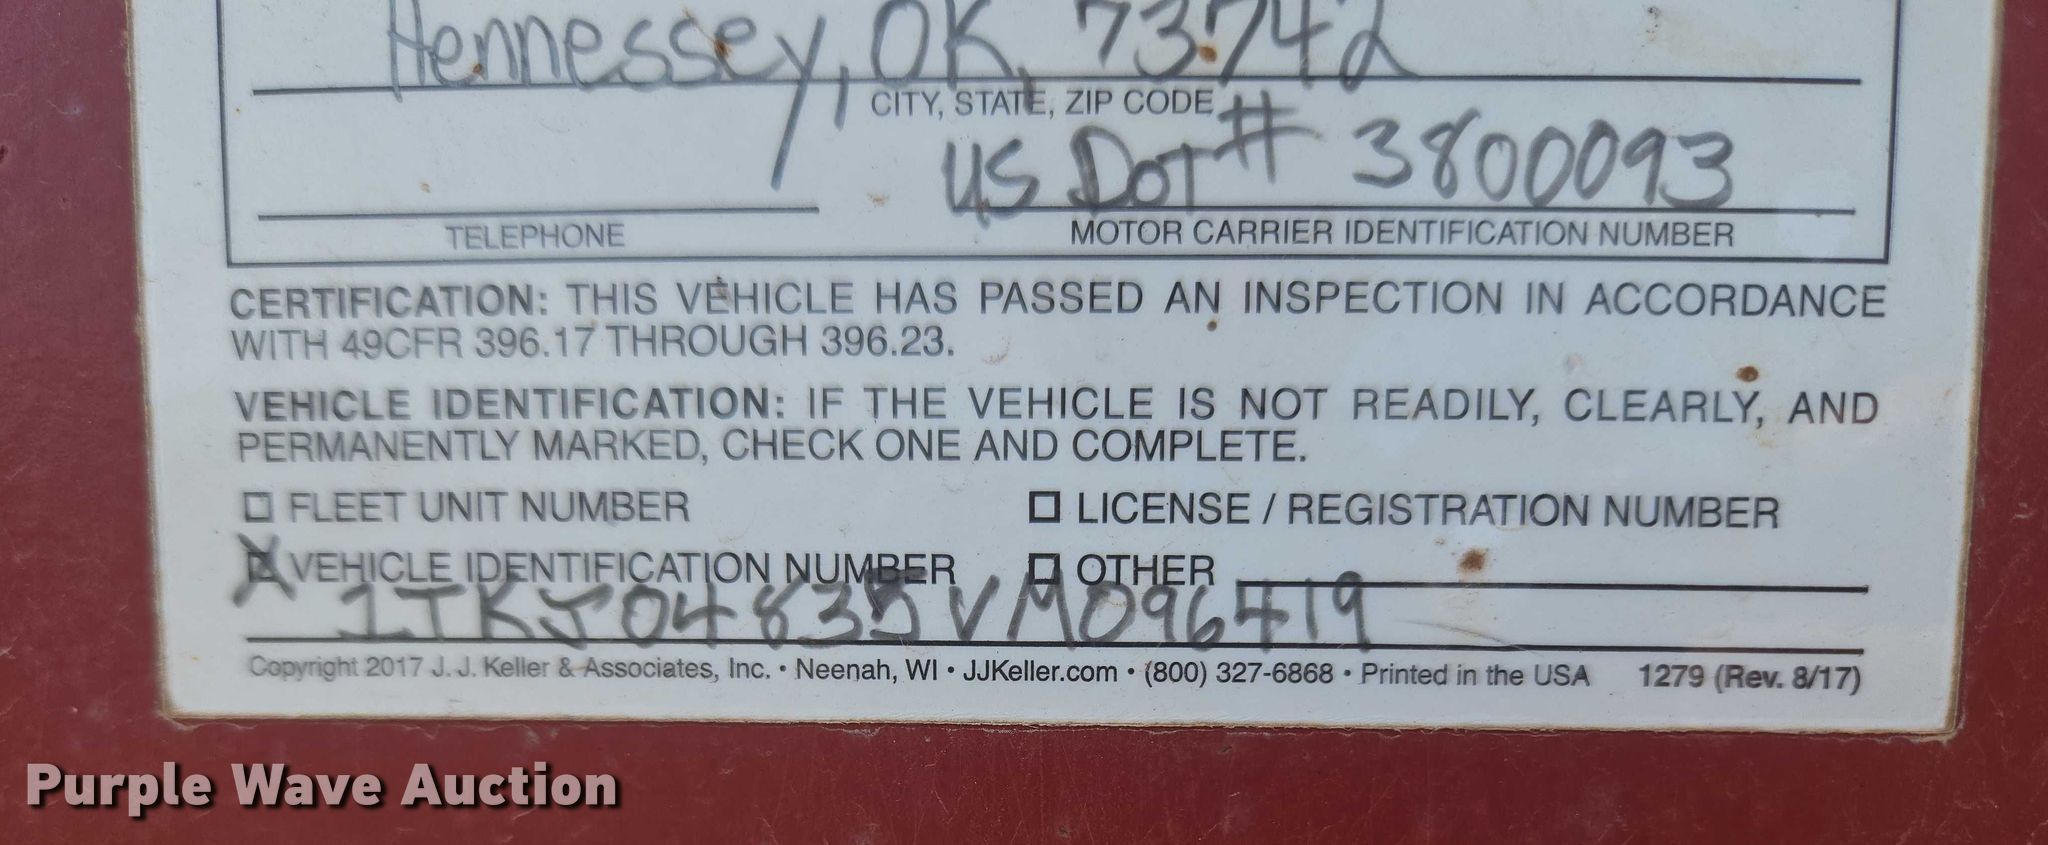 Hennessey, OK, 73742
CITY, STATE, ZIP CODE
US DOT # 3800093
TELEPHONE
MOTOR CARRIER IDENTIFICATION NUMBER
CERTIFICATION: THIS VEHICLE HAS PASSED AN INSPECTION IN ACCORDANCE
WITH 49CFR 396.17 THROUGH 396.23.
VEHICLE IDENTIFICATION: IF THE VEHICLE IS NOT READILY, CLEARLY, AND
PERMANENTLY MARKED, CHECK ONE AND COMPLETE.
FLEET UNIT NUMBER
LICENSE / REGISTRATION NUMBER
X VEHICLE IDENTIFICATION NUMBER
OTHER
1TKJ04835VM096419
Copyright 2017 J. J. Keller & Associates, Inc. • Neenah, WI • JJKeller.com • (800) 327-6868 • Printed in the USA 1279 (Rev. 8/17)
Purple Wave Auction